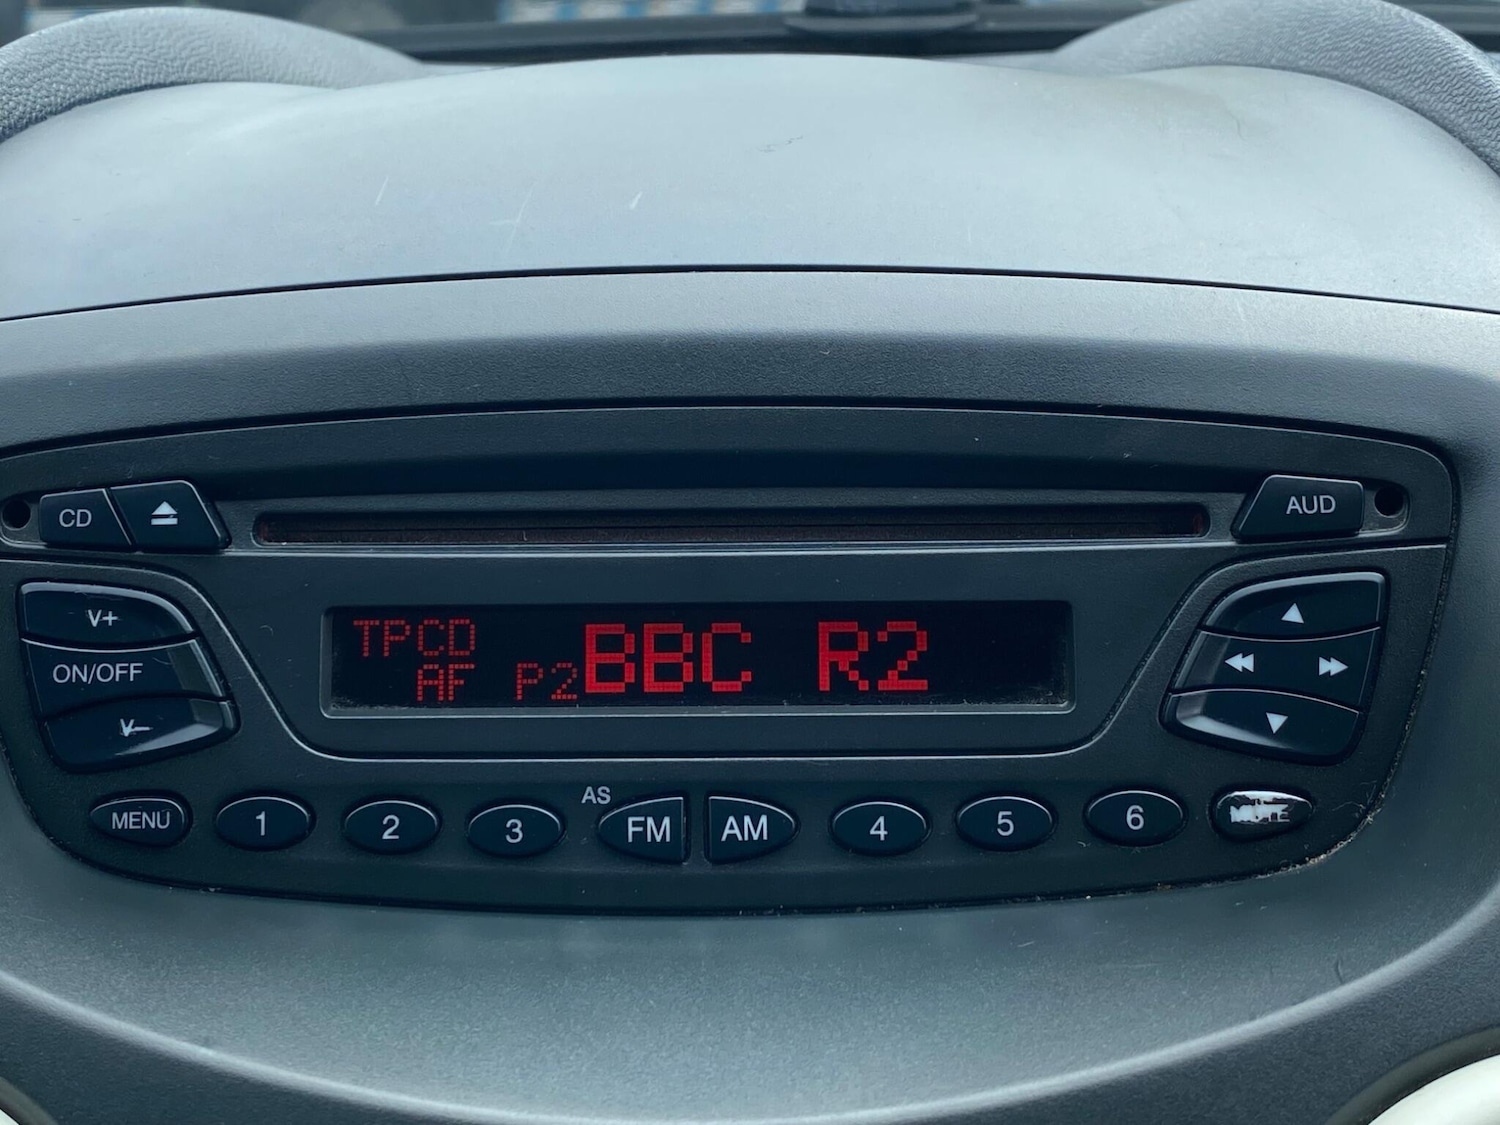 CD
AUD
V+
ON/OFF
V-
TPCD
AF P2
BBC R2
MENU
1
2
3
AS
FM
AM
4
5
6
MUTE